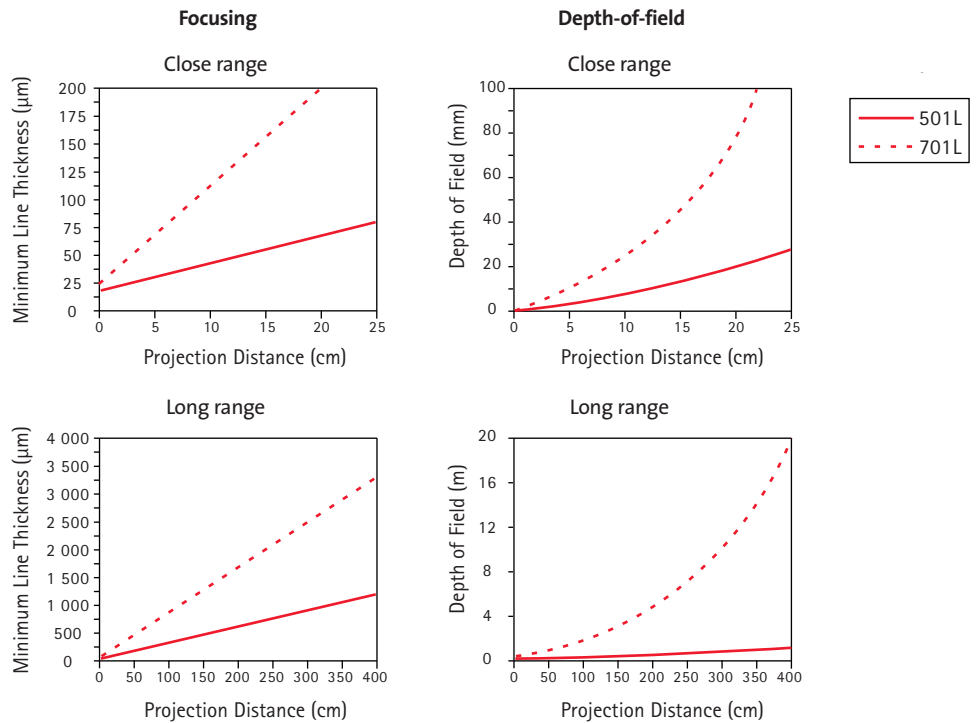 Focusing
Depth-of-field
Close range
Minimum Line Thickness (µm)
200
175
150
125
100
75
50
25
0
0 5 10 15 20 25
Projection Distance (cm)
Close range
Depth of Field (mm)
100
80
60
40
20
0
0 5 10 15 20 25
Projection Distance (cm)
501L
701L
Long range
Minimum Line Thickness (µm)
4 000
3 500
3 000
2 500
2 000
1 500
1 000
500
0
0 50 100 150 200 250 300 350 400
Projection Distance (cm)
Long range
Depth of Field (m)
20
16
12
8
4
0
0 50 100 150 200 250 300 350 400
Projection Distance (cm)